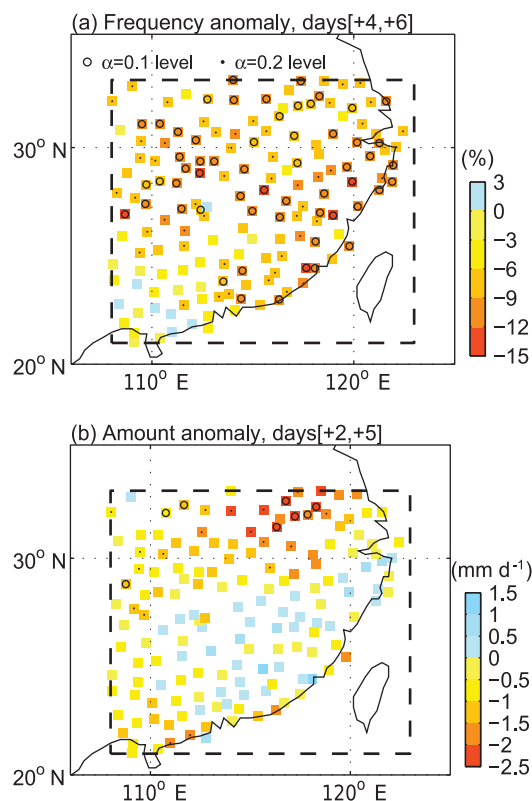 (a) Frequency anomaly, days[+4,+6]
α=0.1 level α=0.2 level
30° N
(%)
3
0
−3
−6
−9
−12
−15
20° N
110° E 120° E
(b) Amount anomaly, days[+2,+5]
30° N
(mm d⁻¹)
1.5
1
0.5
0
−0.5
−1
−1.5
−2
−2.5
20° N
110° E 120° E